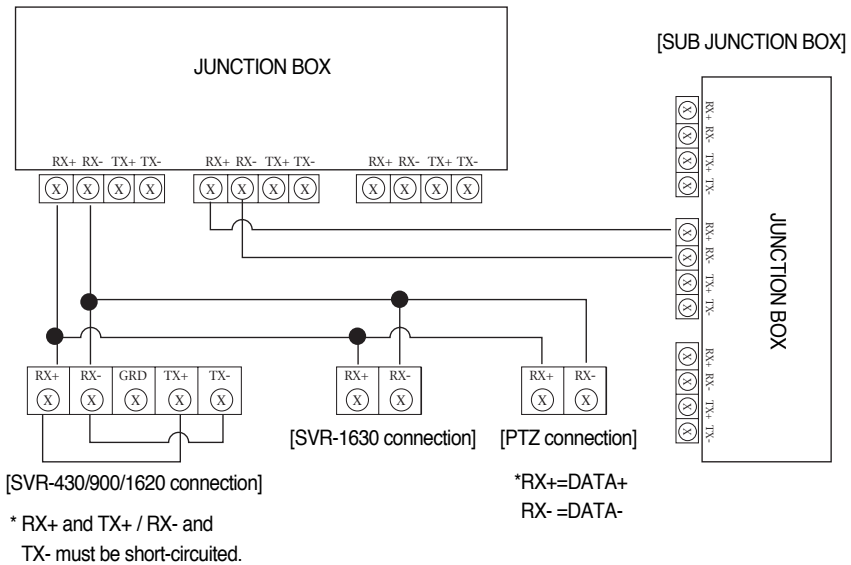 [SUB JUNCTION BOX]
JUNCTION BOX
RX+ RX- TX+ TX- RX+ RX- TX+ TX- RX+ RX- TX+ TX-
X X X X X X X X X X X X
X RX+
X RX-
X TX+
X TX-
X RX+
X RX-
X TX+
X TX-
X RX+
X RX-
X TX+
X TX-
JUNCTION BOX
RX+ RX- GRD TX+ TX- RX+ RX- RX+ RX-
X X X X X X X X X
[SVR-1630 connection] [PTZ connection]
[SVR-430/900/1620 connection]
*RX+=DATA+
RX- =DATA-
* RX+ and TX+ / RX- and
TX- must be short-circuited.